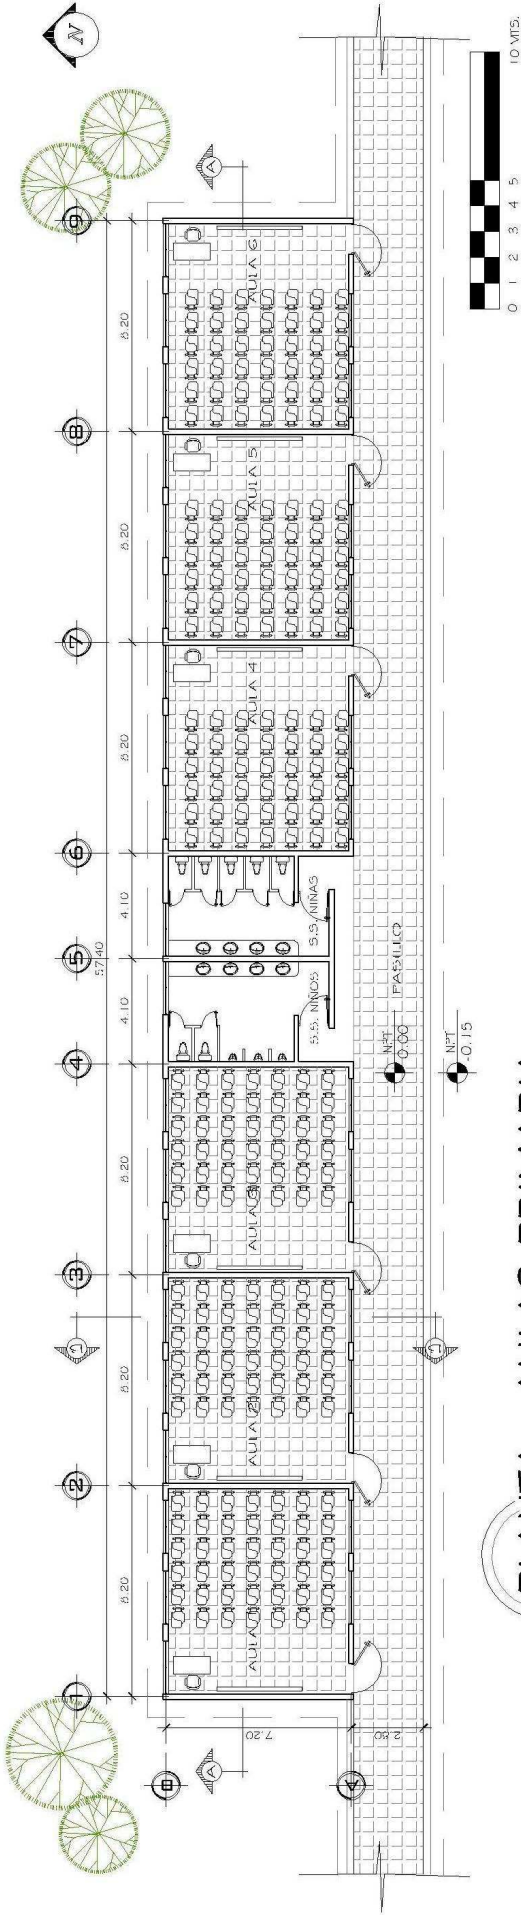 N
1 2 3 4 5 6 7 8 9
57.40
8.20 8.20 8.20 4.10 4.10 8.20 8.20 8.20
B
A
A
7.20
AULA
AULA 2
AULA 3
S.S. NIÑOS
S.S. NIÑAS
AULA 4
AULA 5
AULA 6
A
2.80
NPT
0.00
PASILLO
NPT
-0.15
PLANTA AULAS PRIMARIA
0 1 2 3 4 5 10 MTS.